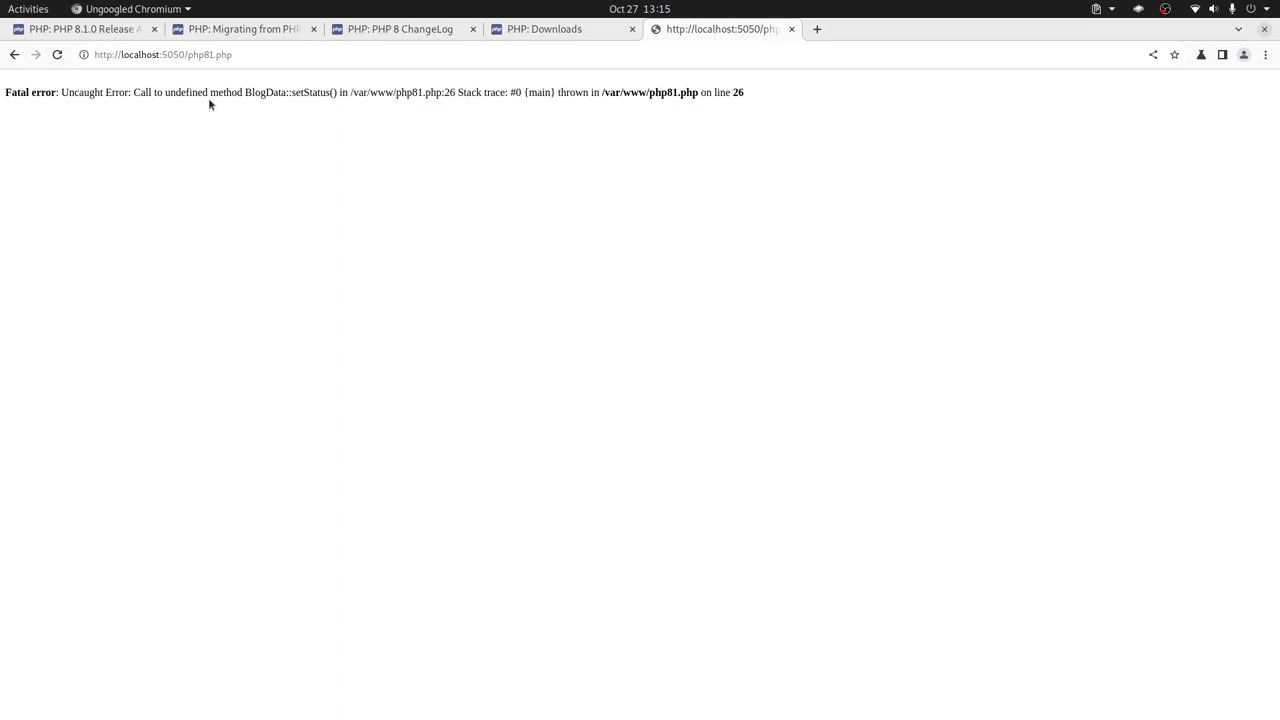 Activities Ungoogled Chromium Oct 27 13:15
PHP: PHP 8.1.0 Release A PHP: Migrating from PHP PHP: PHP 8 ChangeLog PHP: Downloads http://localhost:5050/php
http://localhost:5050/php81.php
Fatal error: Uncaught Error: Call to undefined method BlogData::setStatus() in /var/www/php81.php:26 Stack trace: #0 {main} thrown in /var/www/php81.php on line 26